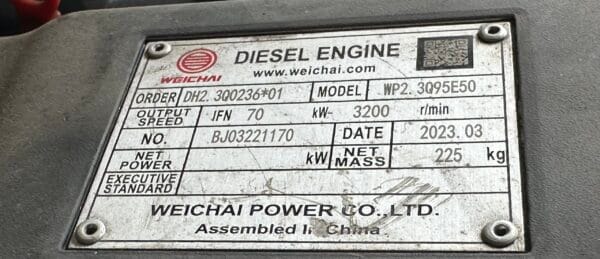 WEICHAI
DIESEL ENGINE
www.weichai.com
ORDER DH2. 3Q0236*01 MODEL WP2. 3Q95E50
OUTPUT SPEED JFN 70 kW- 3200 r/min
NO. BJ03221170 DATE 2023.03
NET POWER kW NET MASS 225 kg
EXECUTIVE STANDARD
WEICHAI POWER CO.,LTD.
Assembled In China